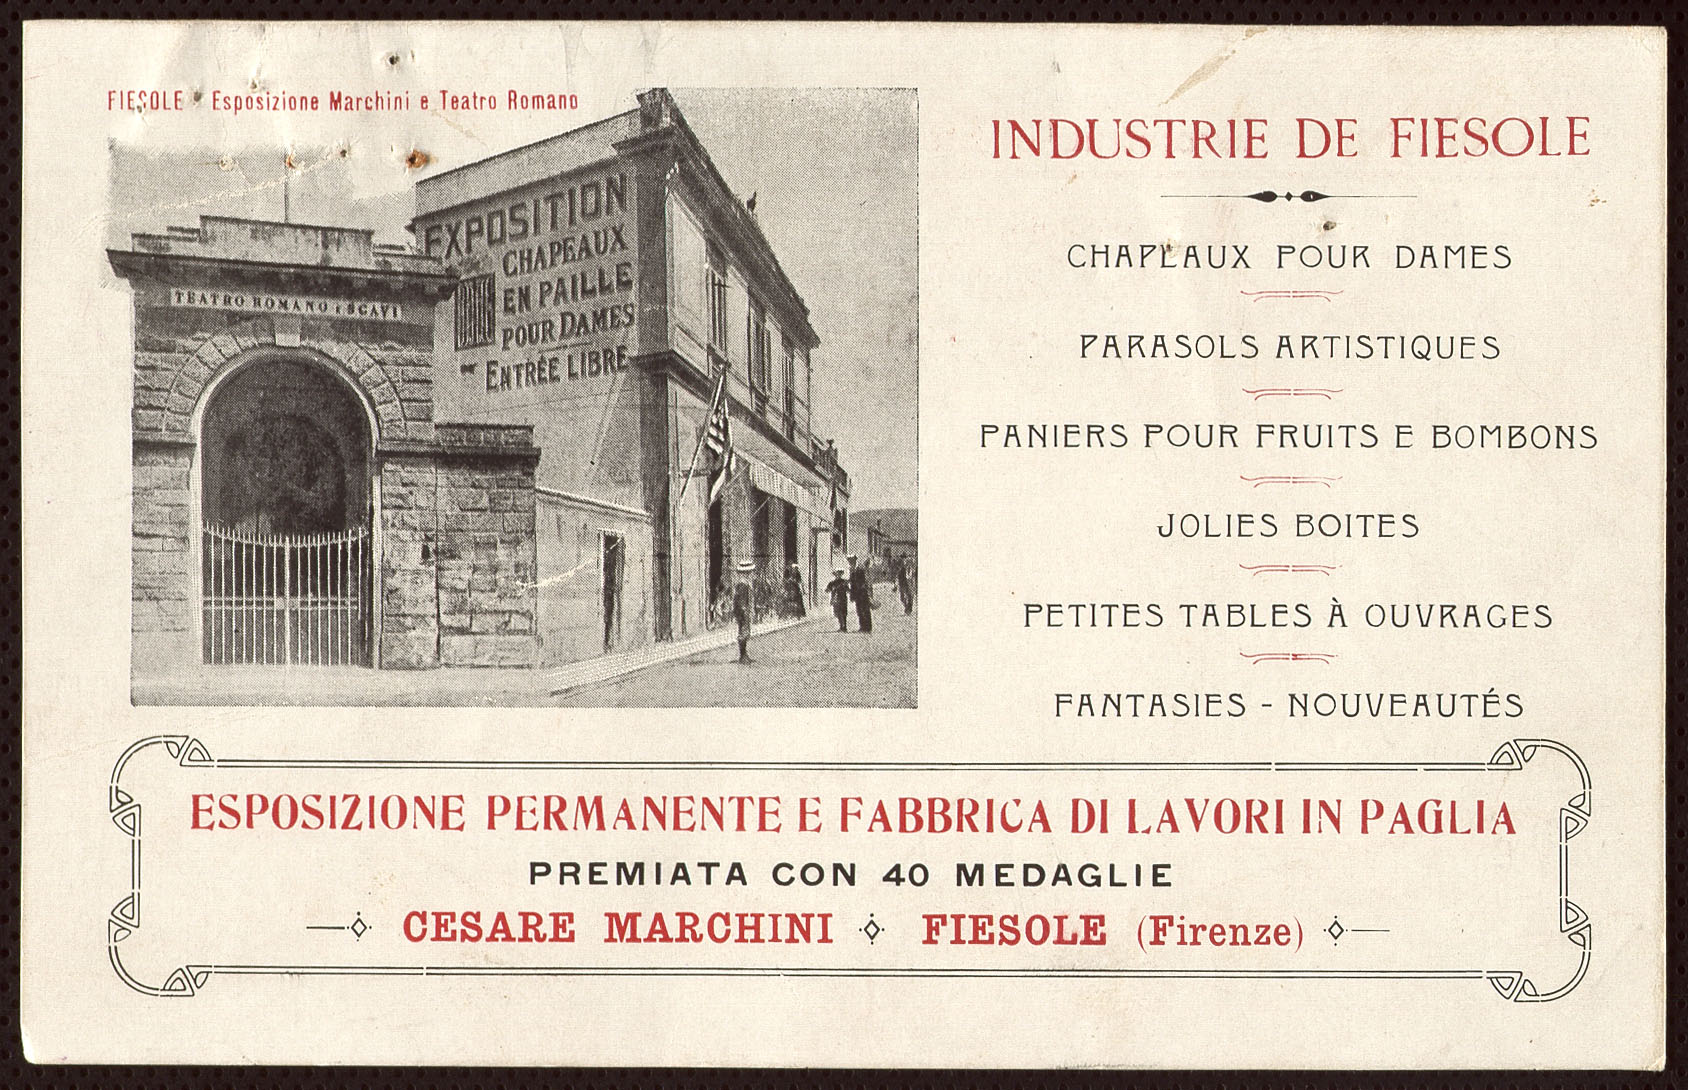 FIESOLE - Esposizione Marchini e Teatro Romano
EXPOSITION
CHAPEAUX
EN PAILLE
POUR DAMES
ENTRÉE LIBRE
TEATRO ROMANO E SCAVI
INDUSTRIE DE FIESOLE
CHAPEAUX POUR DAMES
PARASOLS ARTISTIQUES
PANIERS POUR FRUITS E BOMBONS
JOLIES BOITES
PETITES TABLES À OUVRAGES
FANTASIES - NOUVEAUTÉS
ESPOSIZIONE PERMANENTE E FABBRICA DI LAVORI IN PAGLIA
PREMIATA CON 40 MEDAGLIE
CESARE MARCHINI FIESOLE (Firenze)